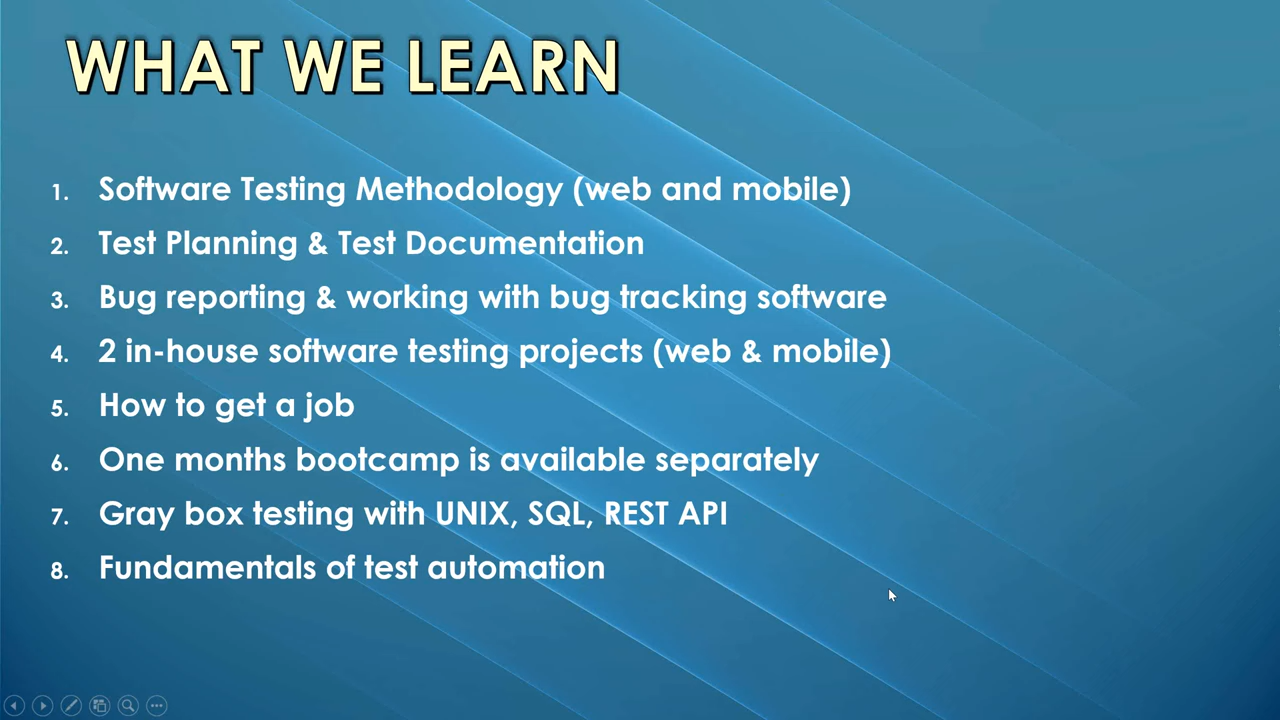 WHAT WE LEARN
1. Software Testing Methodology (web and mobile)
2. Test Planning & Test Documentation
3. Bug reporting & working with bug tracking software
4. 2 in-house software testing projects (web & mobile)
5. How to get a job
6. One months bootcamp is available separately
7. Gray box testing with UNIX, SQL, REST API
8. Fundamentals of test automation